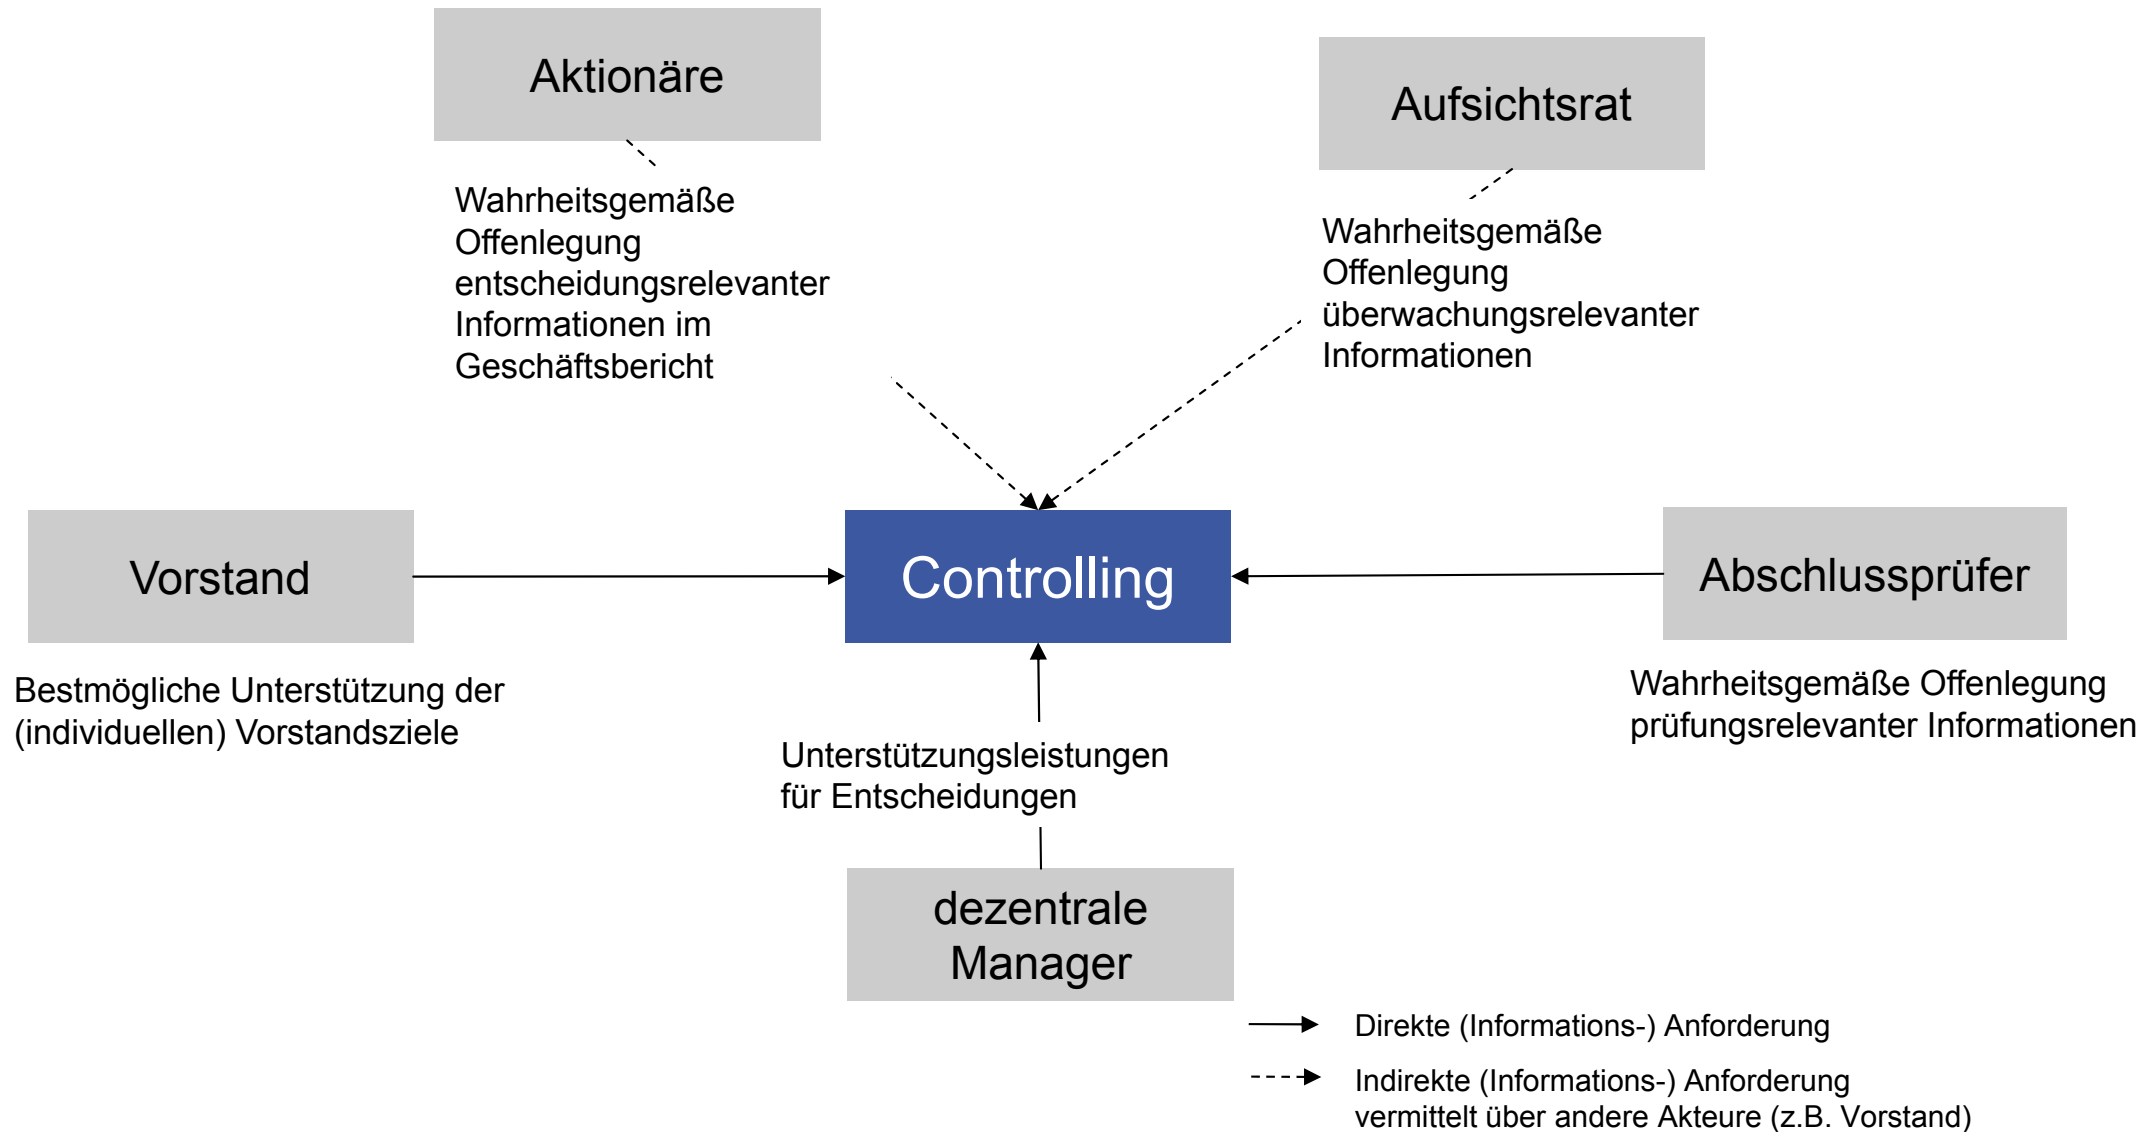 Aktionäre
Aufsichtsrat
Wahrheitsgemäße
Offenlegung
entscheidungsrelevanter
Informationen im
Geschäftsbericht
Wahrheitsgemäße
Offenlegung
überwachungsrelevanter
Informationen
Vorstand
Controlling
Abschlussprüfer
Bestmögliche Unterstützung der
(individuellen) Vorstandsziele
Wahrheitsgemäße Offenlegung
prüfungsrelevanter Informationen
Unterstützungsleistungen
für Entscheidungen
dezentrale
Manager
Direkte (Informations-) Anforderung
Indirekte (Informations-) Anforderung
vermittelt über andere Akteure (z.B. Vorstand)